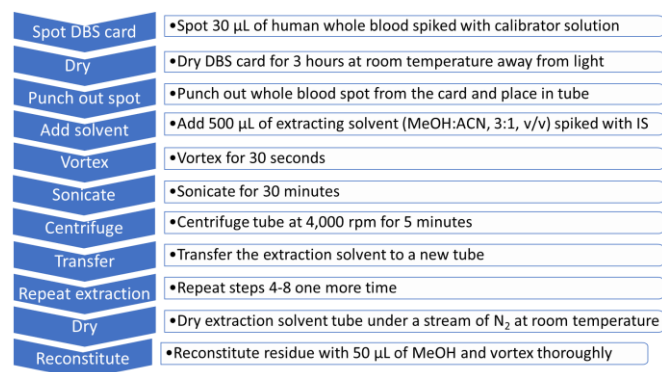 Spot DBS card
•Spot 30 µL of human whole blood spiked with calibrator solution
Dry
•Dry DBS card for 3 hours at room temperature away from light
Punch out spot
•Punch out whole blood spot from the card and place in tube
Add solvent
•Add 500 µL of extracting solvent (MeOH:ACN, 3:1, v/v) spiked with IS
Vortex
•Vortex for 30 seconds
Sonicate
•Sonicate for 30 minutes
Centrifuge
•Centrifuge tube at 4,000 rpm for 5 minutes
Transfer
•Transfer the extraction solvent to a new tube
Repeat extraction
•Repeat steps 4-8 one more time
Dry
•Dry extraction solvent tube under a stream of N₂ at room temperature
Reconstitute
•Reconstitute residue with 50 µL of MeOH and vortex thoroughly